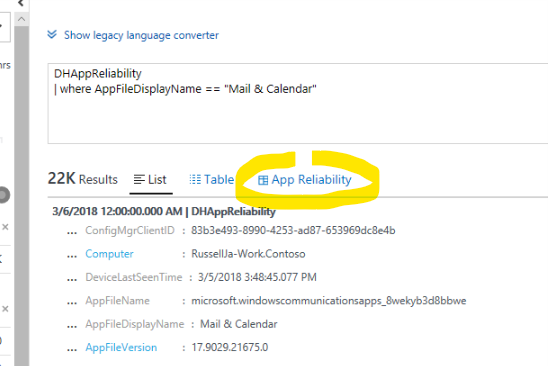 Show legacy language converter
DHAppReliability
| where AppFileDisplayName == "Mail & Calendar"
22K Results List Table App Reliability
3/6/2018 12:00:00.000 AM | DHAppReliability
... ConfigMgrClientID : 83b3e493-8990-4253-ad87-653969dc8e4b
... Computer : RussellJa-Work.Contoso
... DeviceLastSeenTime : 3/5/2018 3:48:45.077 PM
... AppFileName : microsoft.windowscommunicationsapps_8wekyb3d8bbwe
... AppFileDisplayName : Mail & Calendar
... AppFileVersion : 17.9029.21675.0